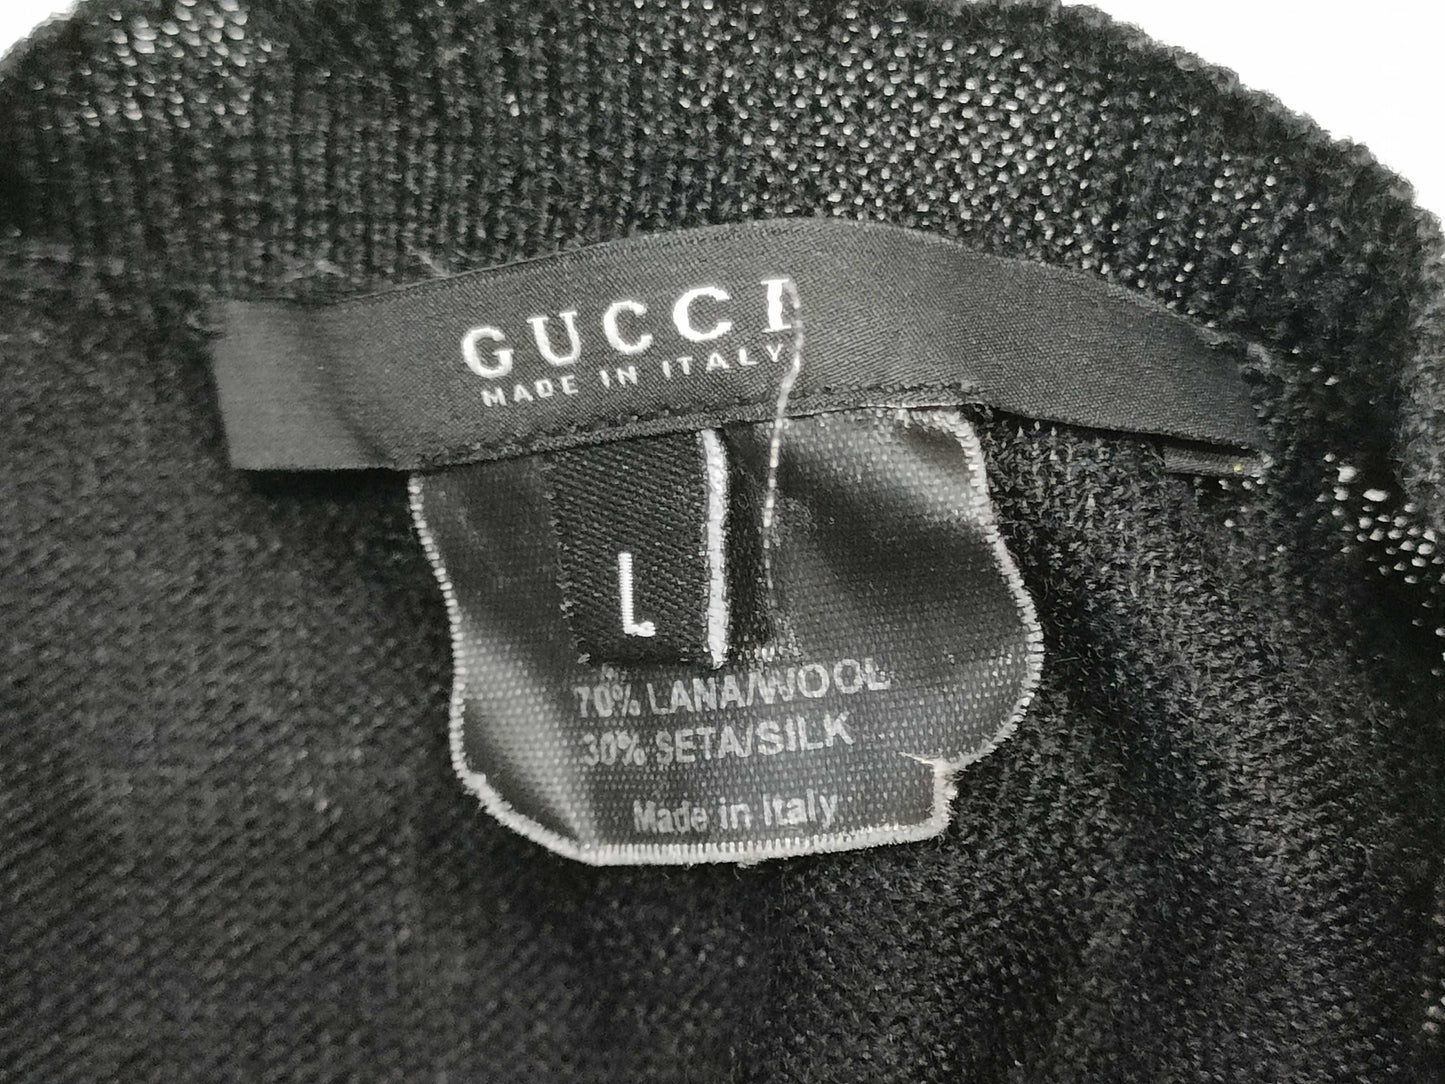 GUCCI
MADE IN ITALY
L
70% LANA/WOOL
30% SETA/SILK
Made in Italy